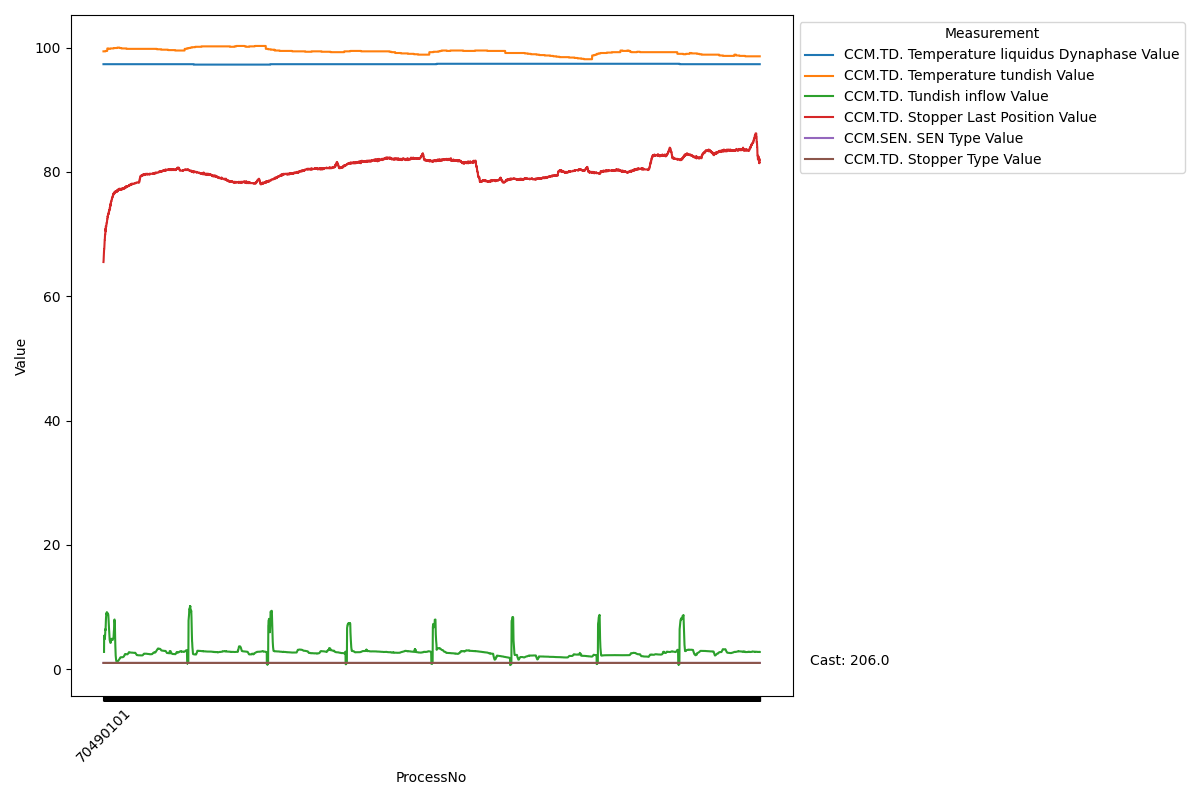 Measurement
CCM.TD. Temperature liquidus Dynaphase Value
CCM.TD. Temperature tundish Value
CCM.TD. Tundish inflow Value
CCM.TD. Stopper Last Position Value
CCM.SEN. SEN Type Value
CCM.TD. Stopper Type Value
100
80
60
40
20
0
Value
Cast: 206.0
70490101
ProcessNo